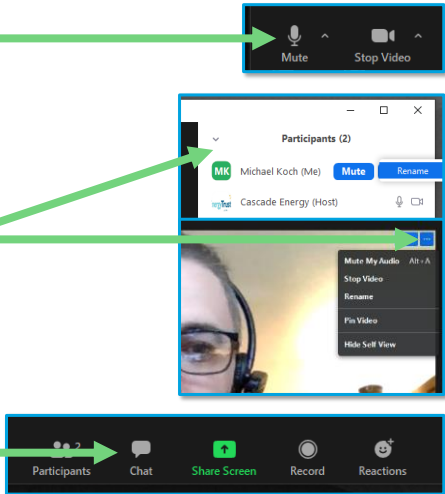 Mute
Stop Video
Participants (2)
MK
Michael Koch (Me)
Mute
Rename
Cascade Energy (Host)
Mute My Audio Alt+A
Stop Video
Rename
Pin Video
Hide Self View
2
Participants
Chat
Share Screen
Record
Reactions